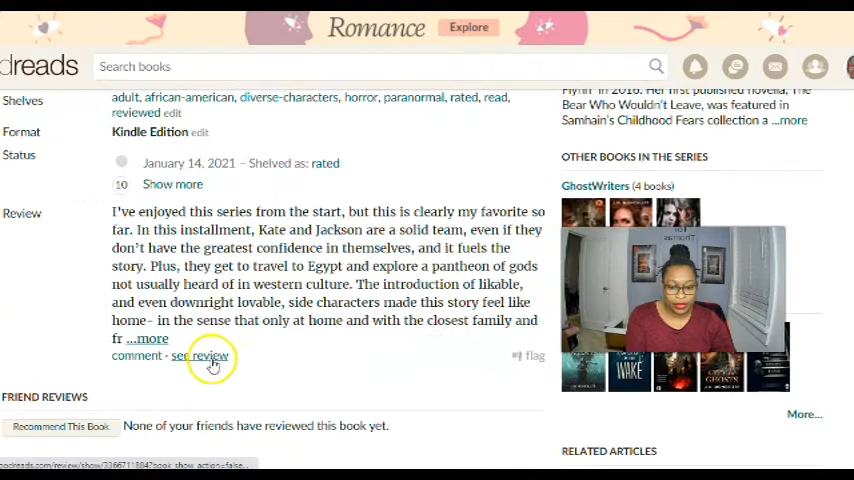 Romance
Explore
dreads
Search books
Shelves
adult, african-american, diverse-characters, horror, paranormal, rated, read,
reviewed edit
Format
Kindle Edition edit
Status
January 14, 2021 – Shelved as: rated
10 Show more
Review
I've enjoyed this series from the start, but this is clearly my favorite so
far. In this installment, Kate and Jackson are a solid team, even if they
don't have the greatest confidence in themselves, and it fuels the
story. Plus, they get to travel to Egypt and explore a pantheon of gods
not usually heard of in western culture. The introduction of likable,
and even downright lovable, side characters made this story feel like
home- in the sense that only at home and with the closest family and
fr ...more
comment · see review
flag
FRIEND REVIEWS
Recommend This Book None of your friends have reviewed this book yet.
Flynn" in 2016. Her first published novella, The
Bear Who Wouldn't Leave, was featured in
Samhain's Childhood Fears collection a ...more
OTHER BOOKS IN THE SERIES
GhostWriters (4 books)
WAKE
GHOSTS
More...
RELATED ARTICLES